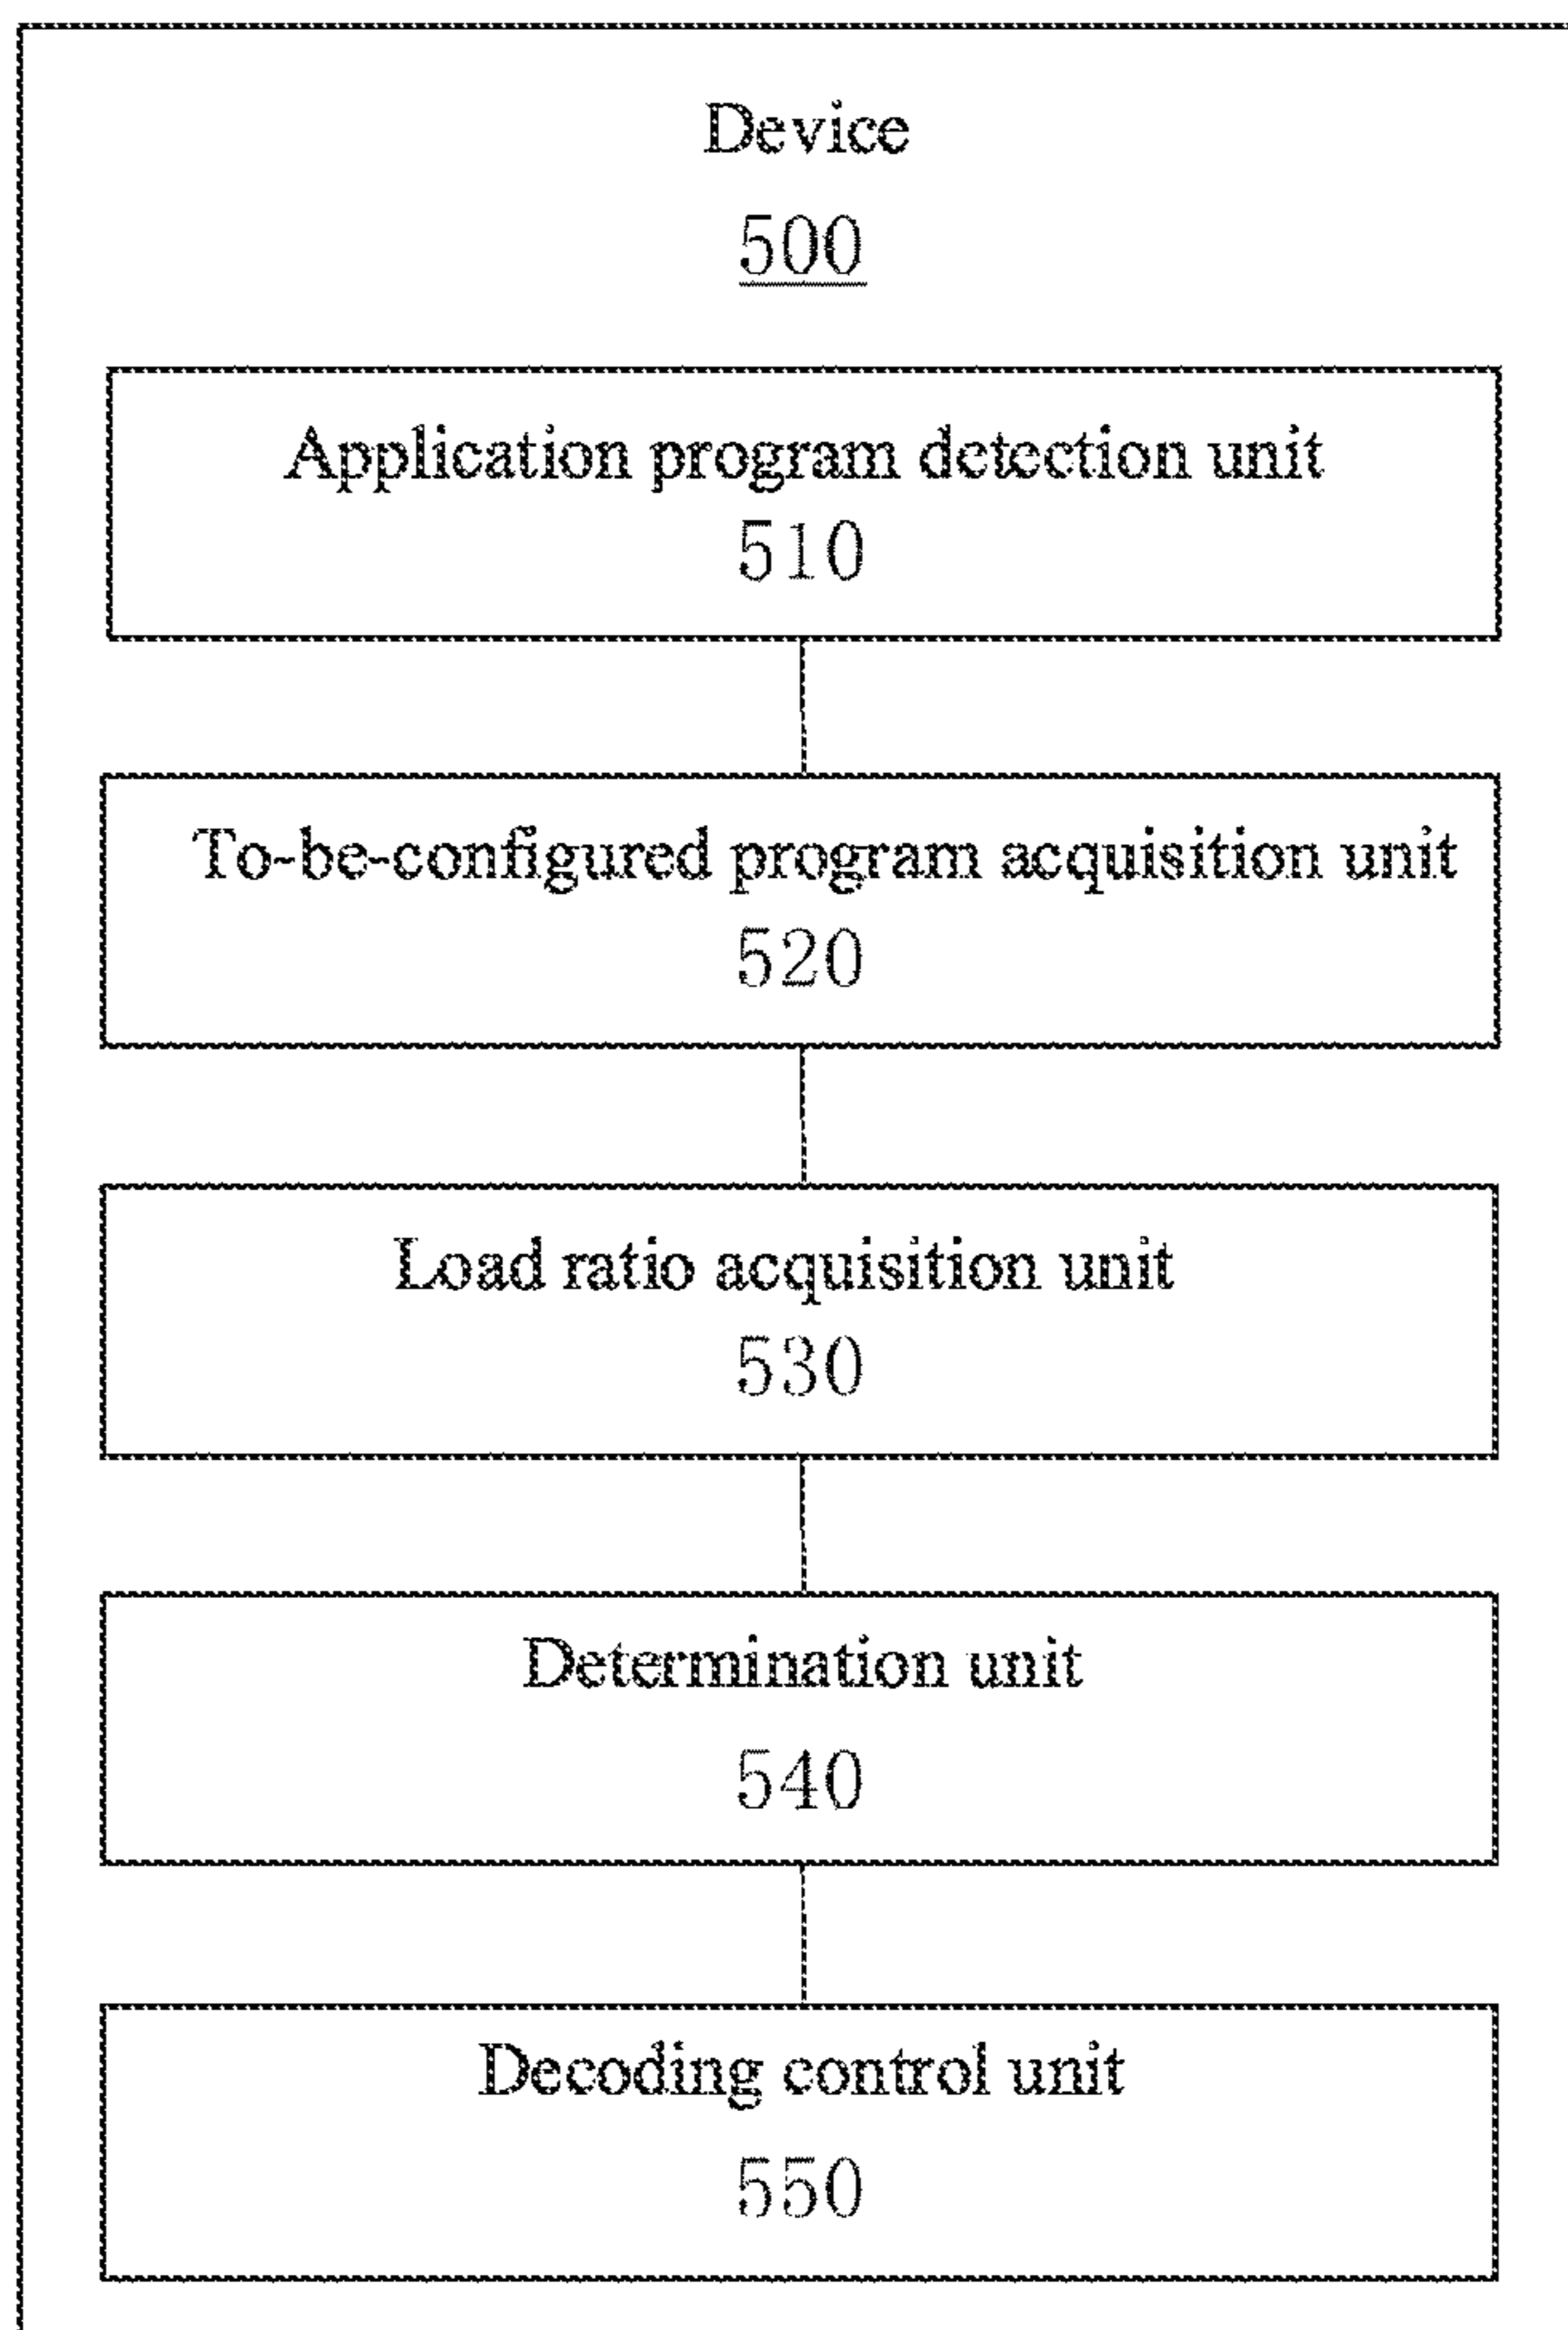 Device
500
Application program detection unit
510
To-be-configured program acquisition unit
520
Load ratio acquisition unit
530
Determination unit
540
Decoding control unit
550